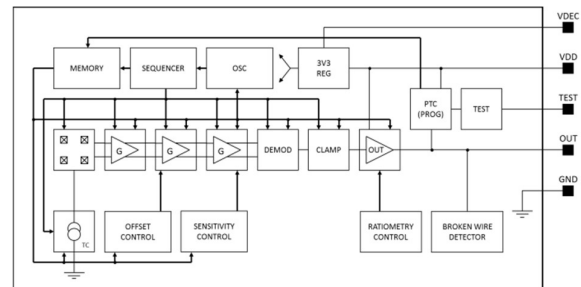 VDEC
MEMORY
SEQUENCER
OSC
3V3
REG
VDD
PTC
(PROG)
TEST
TEST
G
G
G
DEMOD
CLAMP
OUT
OUT
GND
TC
OFFSET
CONTROL
SENSITIVITY
CONTROL
RATIOMETRY
CONTROL
BROKEN WIRE
DETECTOR